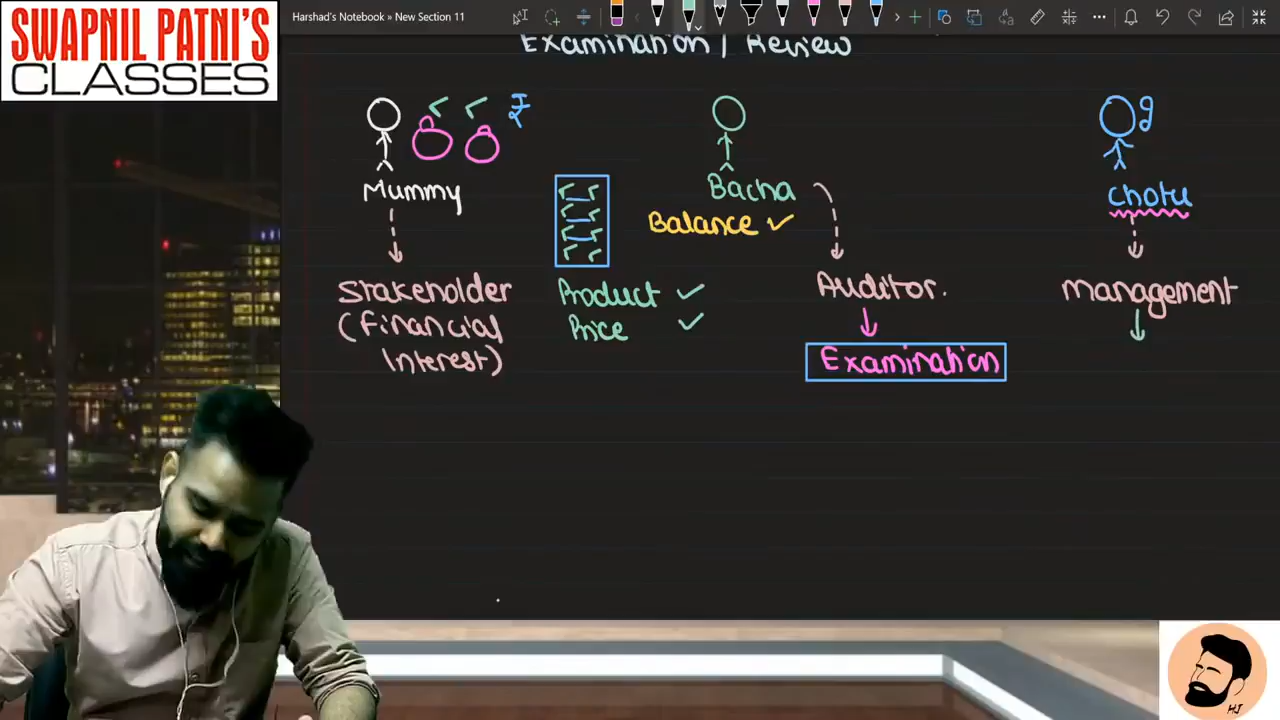 SWAPNIL PATNI'S
CLASSES
Harshad's Notebook » New Section 11
Examination / Review
₹
Mummy
Bacha
Chotu
Balance ✓
Stakeholder
(Financial
Interest)
Product ✓
Price ✓
Auditor.
Examination
management
HJ